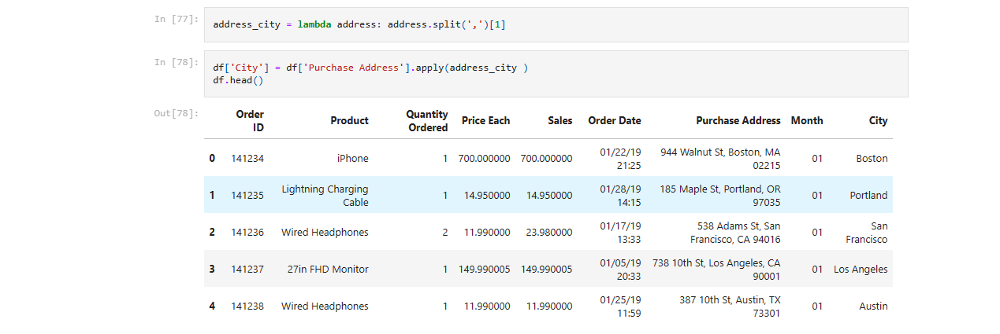 In [77]:
address_city = lambda address: address.split(',')[1]
In [78]:
df['City'] = df['Purchase Address'].apply(address_city )
df.head()
Out[78]:
Order ID Product Quantity Ordered Price Each Sales Order Date Purchase Address Month City
0 141234 iPhone 1 700.000000 700.000000 01/22/19 21:25 944 Walnut St, Boston, MA 02215 01 Boston
1 141235 Lightning Charging Cable 1 14.950000 14.950000 01/28/19 14:15 185 Maple St, Portland, OR 97035 01 Portland
2 141236 Wired Headphones 2 11.990000 23.980000 01/17/19 13:33 538 Adams St, San Francisco, CA 94016 01 San Francisco
3 141237 27in FHD Monitor 1 149.990005 149.990005 01/05/19 20:33 738 10th St, Los Angeles, CA 90001 01 Los Angeles
4 141238 Wired Headphones 1 11.990000 11.990000 01/25/19 11:59 387 10th St, Austin, TX 73301 01 Austin